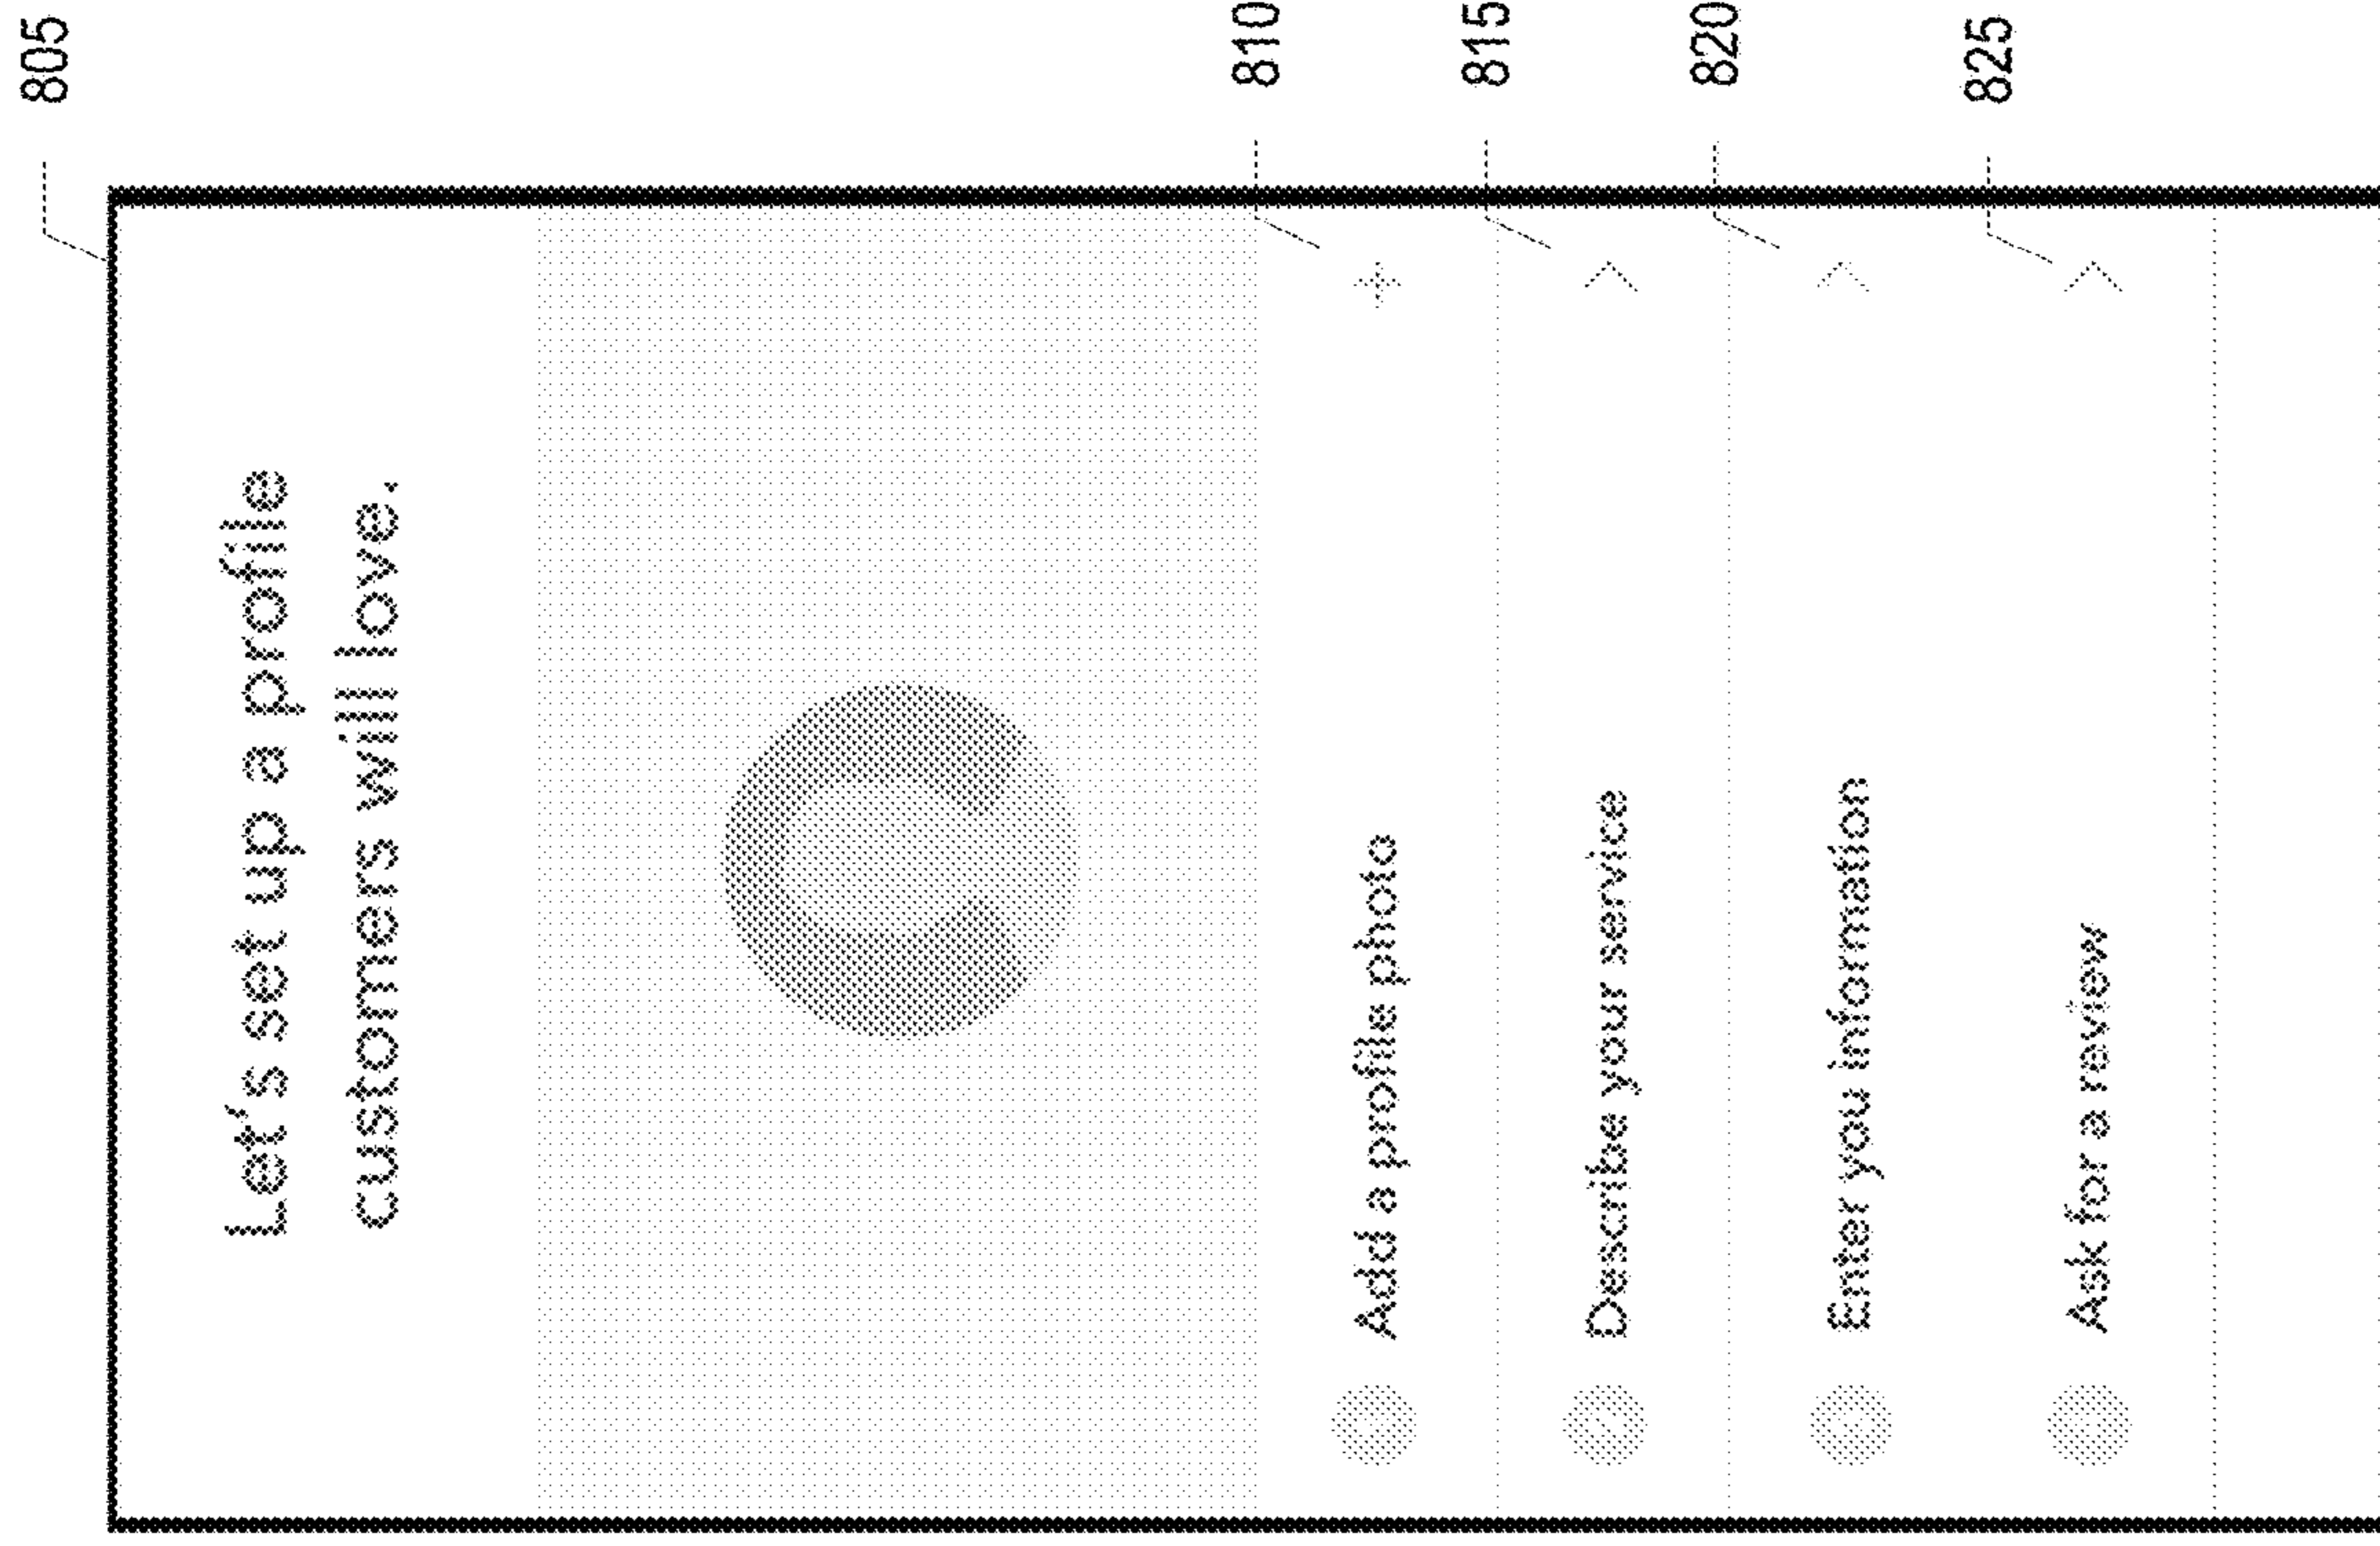 805
Let's set up a profile
customers will love.
810
Add a profile photo
815
Describe your service
820
Enter you information
825
Ask for a review